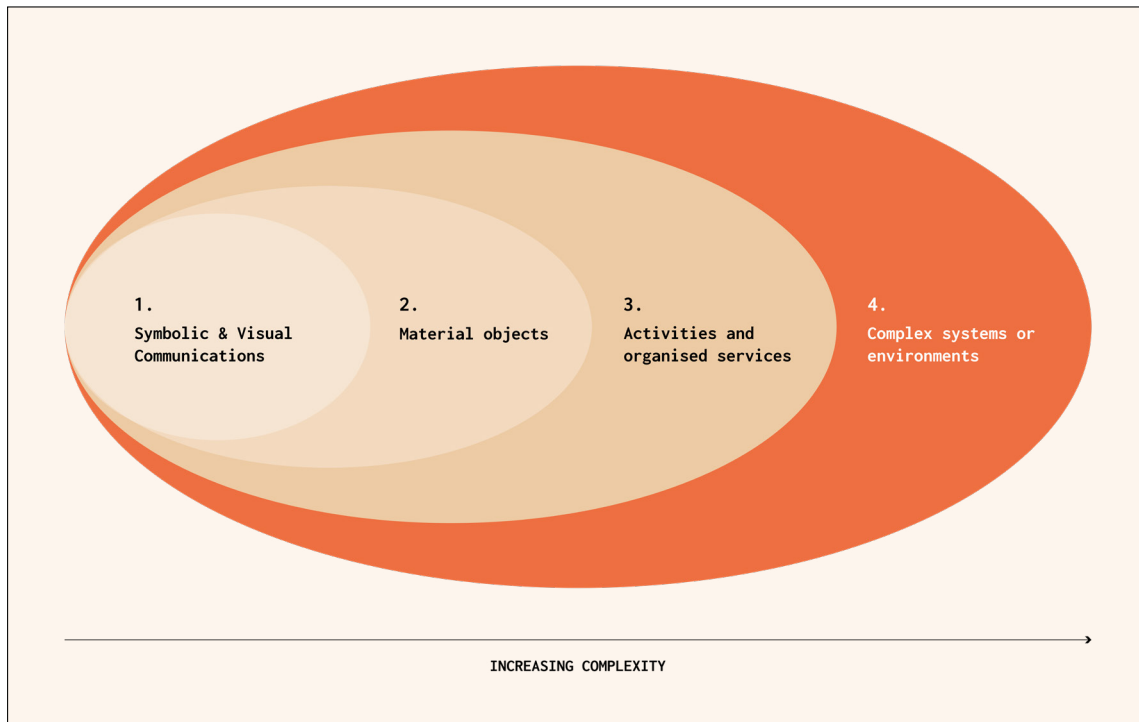 1.
Symbolic & Visual
Communications
2.
Material objects
3.
Activities and
organised services
4.
Complex systems or
environments
INCREASING COMPLEXITY